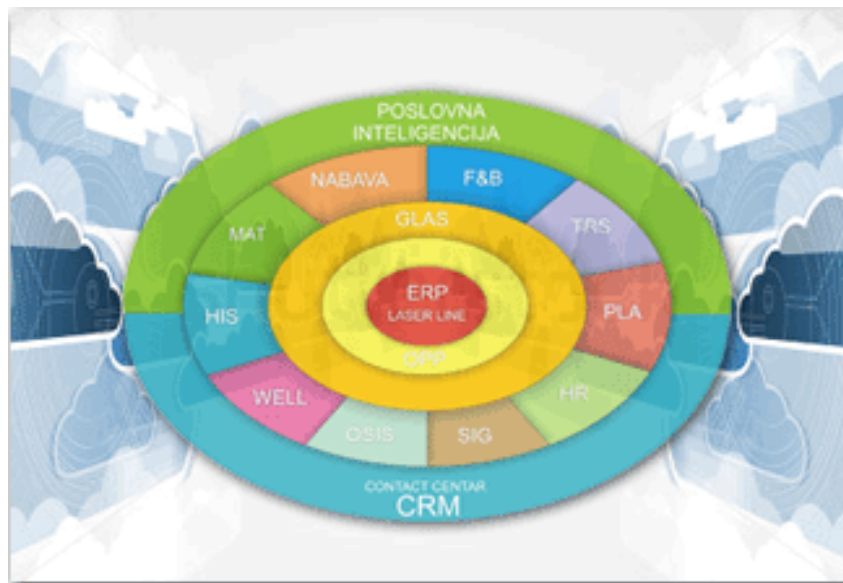 POSLOVNA
INTELIGENCIJA
NABAVA
F&B
MAT
GLAS
TRS
HIS
ERP
LASER LINE
PLA
OPP
WELL
HR
OSIS
SIG
CONTACT CENTAR
CRM